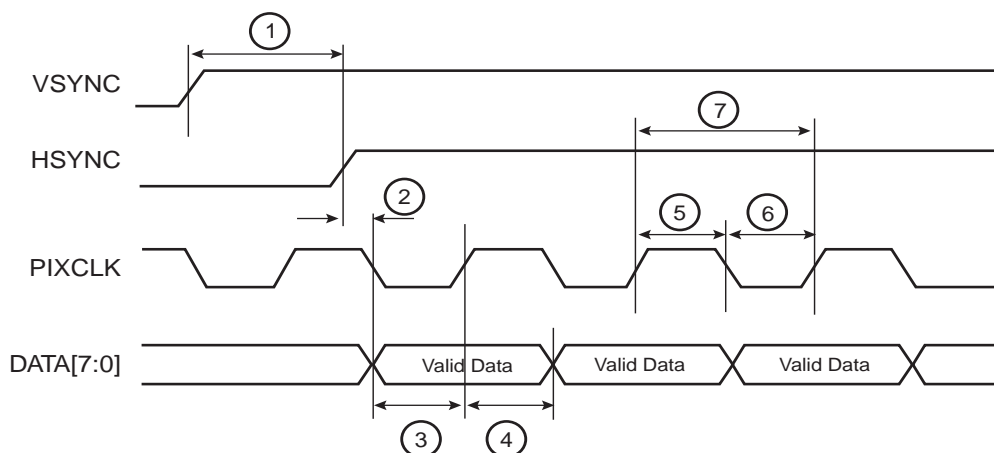 1
VSYNC
7
HSYNC
2
5
6
PIXCLK
DATA[7:0]
Valid Data
Valid Data
Valid Data
3
4